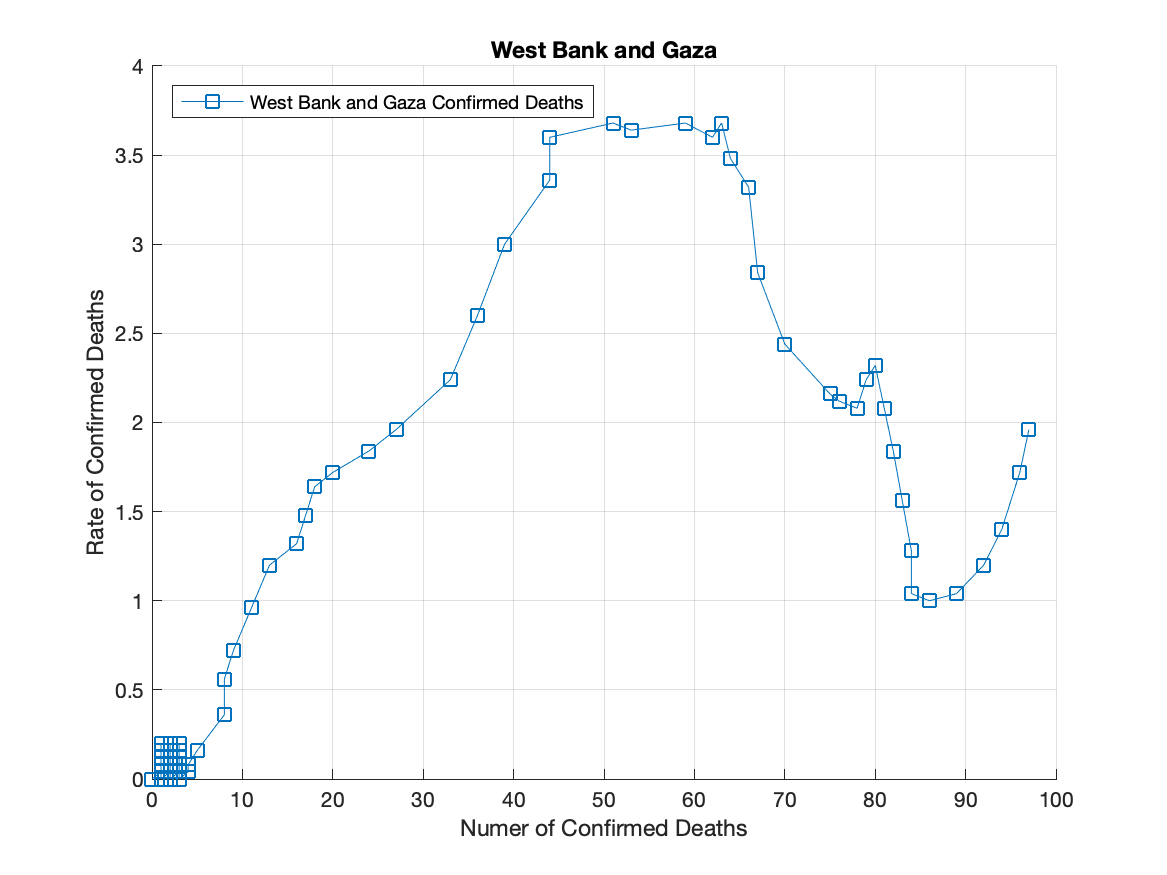 West Bank and Gaza
West Bank and Gaza Confirmed Deaths
4
3.5
3
2.5
2
1.5
1
0.5
0
Rate of Confirmed Deaths
0 10 20 30 40 50 60 70 80 90 100
Numer of Confirmed Deaths